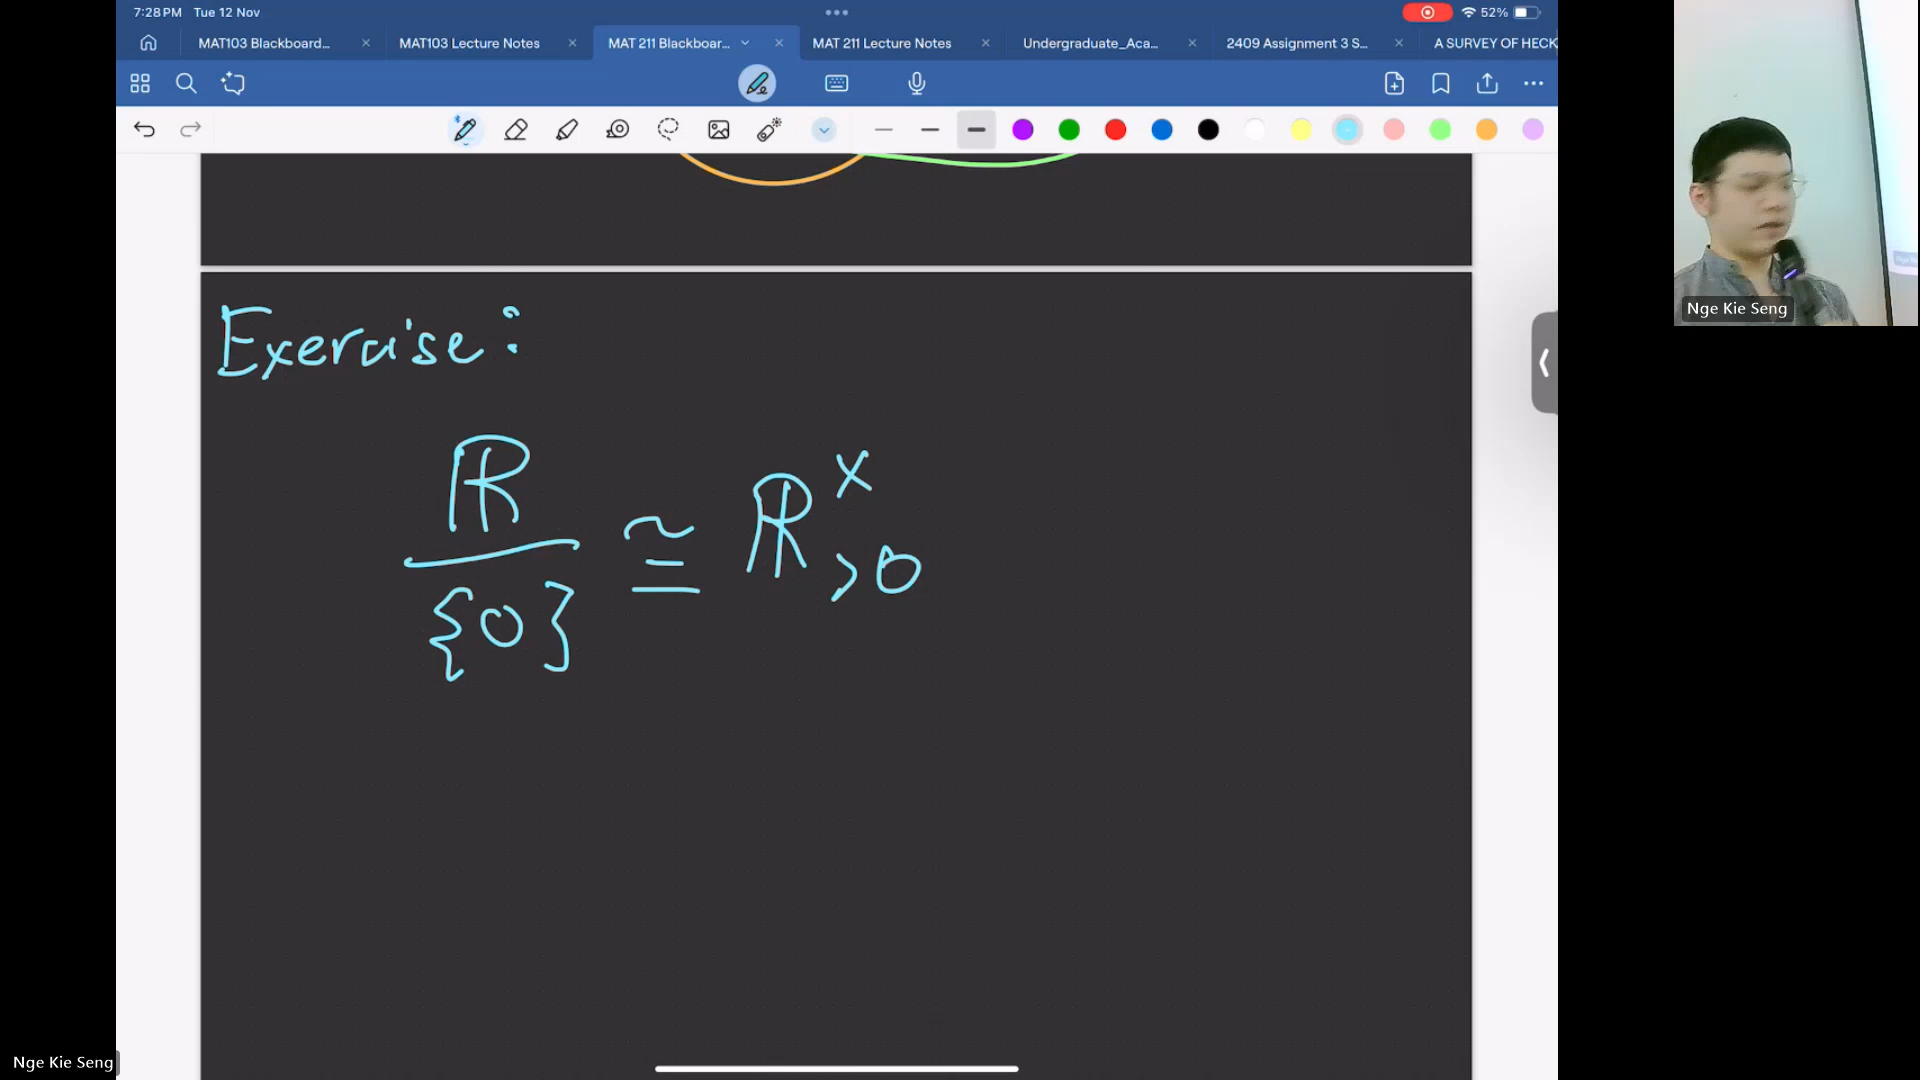 7:28 PM Tue 12 Nov
52%
MAT103 Blackboard...
MAT103 Lecture Notes
MAT 211 Blackboar...
MAT 211 Lecture Notes
Undergraduate_Aca...
2409 Assignment 3 S...
A SURVEY OF HECK
Exercise:
ℝ
{0}
≅ ℝ^×_{>0}
Nge Kie Seng
Nge Kie Seng